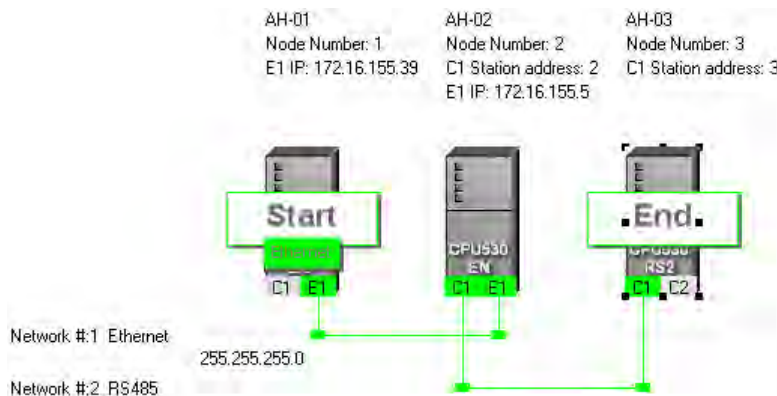 AH-01
Node Number: 1
E1 IP: 172.16.155.39
AH-02
Node Number: 2
C1 Station address: 2
E1 IP: 172.16.155.5
AH-03
Node Number: 3
C1 Station address: 3
Start
CPU530
EN
End
RS2
C1 E1
C1 E1
C1 C2
Network #:1 Ethernet
255.255.255.0
Network #:2 RS485